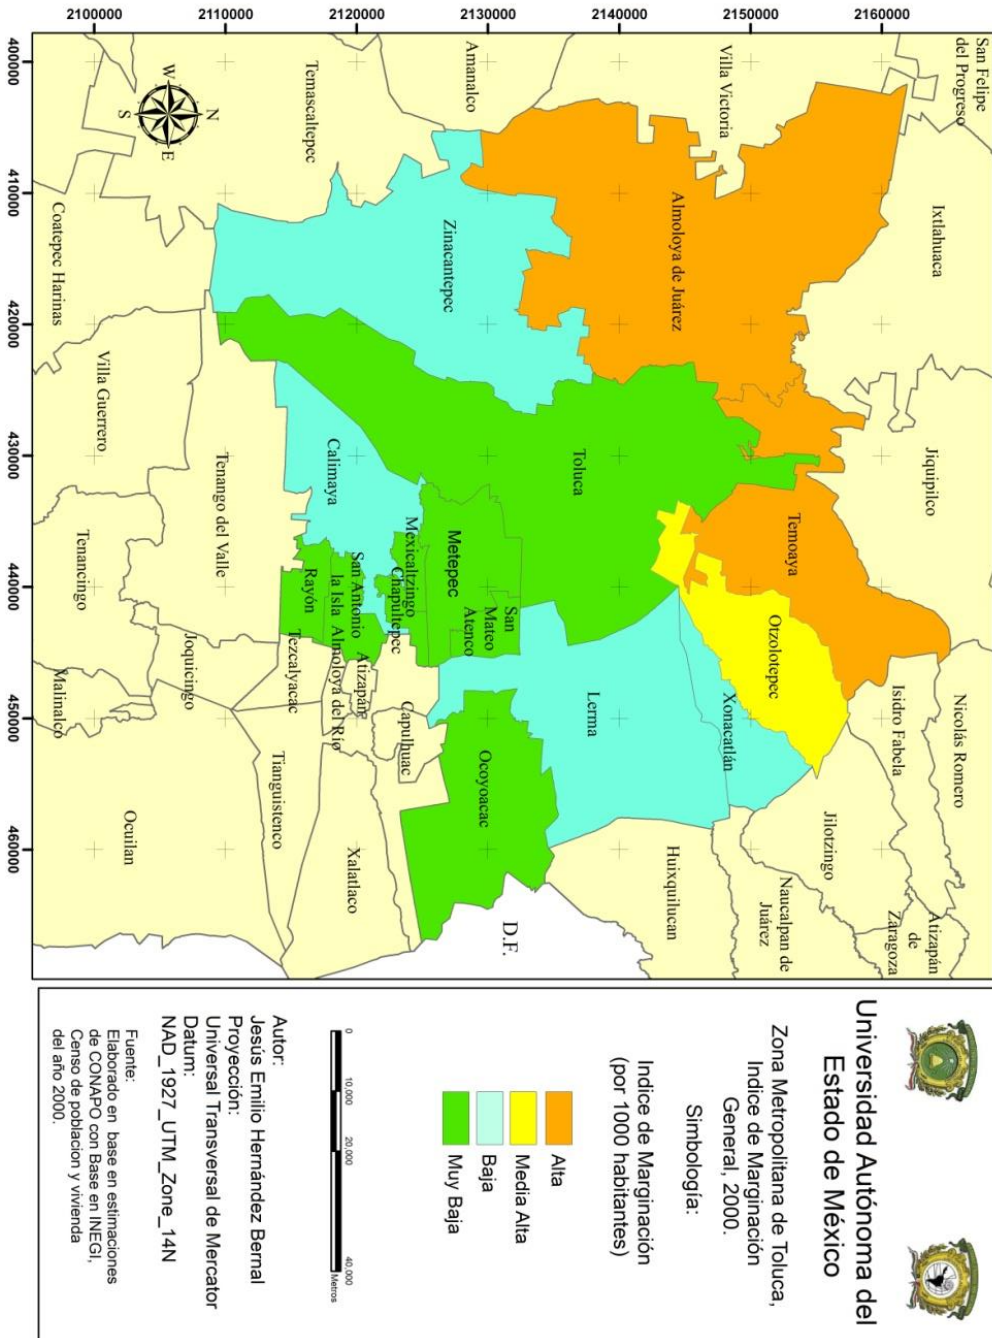 2100000
2110000
2120000
2130000
2140000
2150000
2160000
400000
410000
420000
430000
440000
450000
460000
N
W
E
S
San Felipe
del Progreso
Ixtlahuaca
Jiquipilco
Nicolás Romero
Atizapán
de
Zaragoza
Isidro Fabela
Jilotzingo
Naucalpan de
Juárez
Huixquilucan
D.F.
Villa Victoria
Almoloya de Juárez
Temoaya
Otzolotepec
Xonacatlán
Toluca
Lerma
Amanalco
Zinacantepec
Metepec
San
Mateo
Atenco
Ocoyoacac
Temascaltepec
Calimaya
Mexicaltzingo
Chapultepec
San Antonio
la Isla
Rayón
Atizapán
Almoloya del Río
Tezcalyacac
Capulhuac
Tianguistenco
Xalatlaco
Coatepec Harinas
Villa Guerrero
Tenango del Valle
Tenancingo
Joquicingo
Malinalco
Ocuilan
Universidad Autónoma del
Estado de México
Zona Metropolitana de Toluca,
Indice de Marginación
General, 2000.
Simbología:
Indice de Marginación
(por 1000 habitantes)
Alta
Media Alta
Baja
Muy Baja
0
10,000
20,000
40,000
Metros
Autor:
Jesús Emilio Hernández Bernal
Proyección:
Universal Transversal de Mercator
Datum:
NAD_1927_UTM_Zone_14N
Fuente:
Elaborado en base en estimaciones
de CONAPO con Base en INEGI,
Censo de poblacion y vivienda
del año 2000.